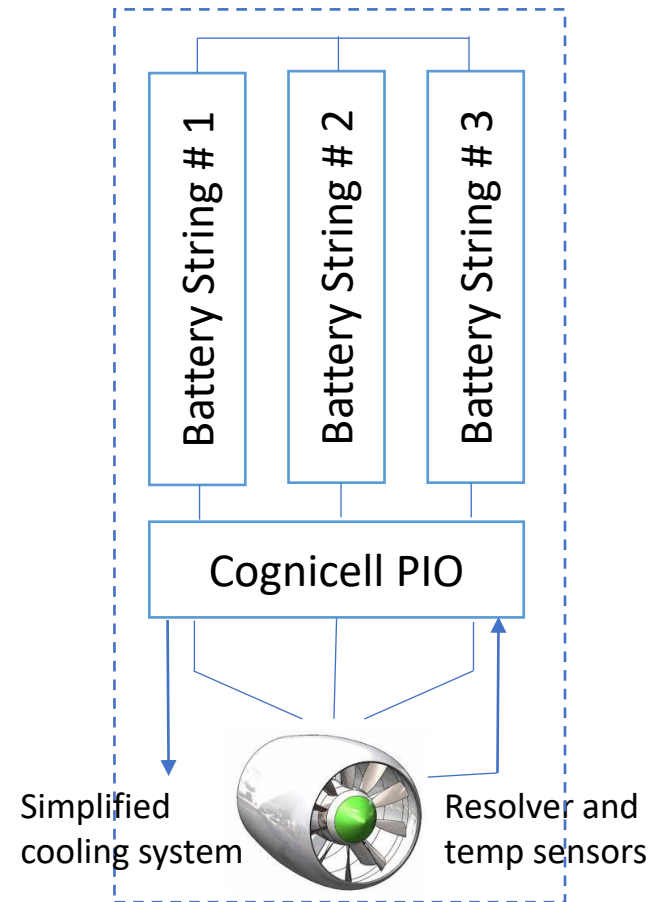 Battery String # 1
Battery String # 2
Battery String # 3
Cognicell PIO
Simplified
cooling system
Resolver and
temp sensors